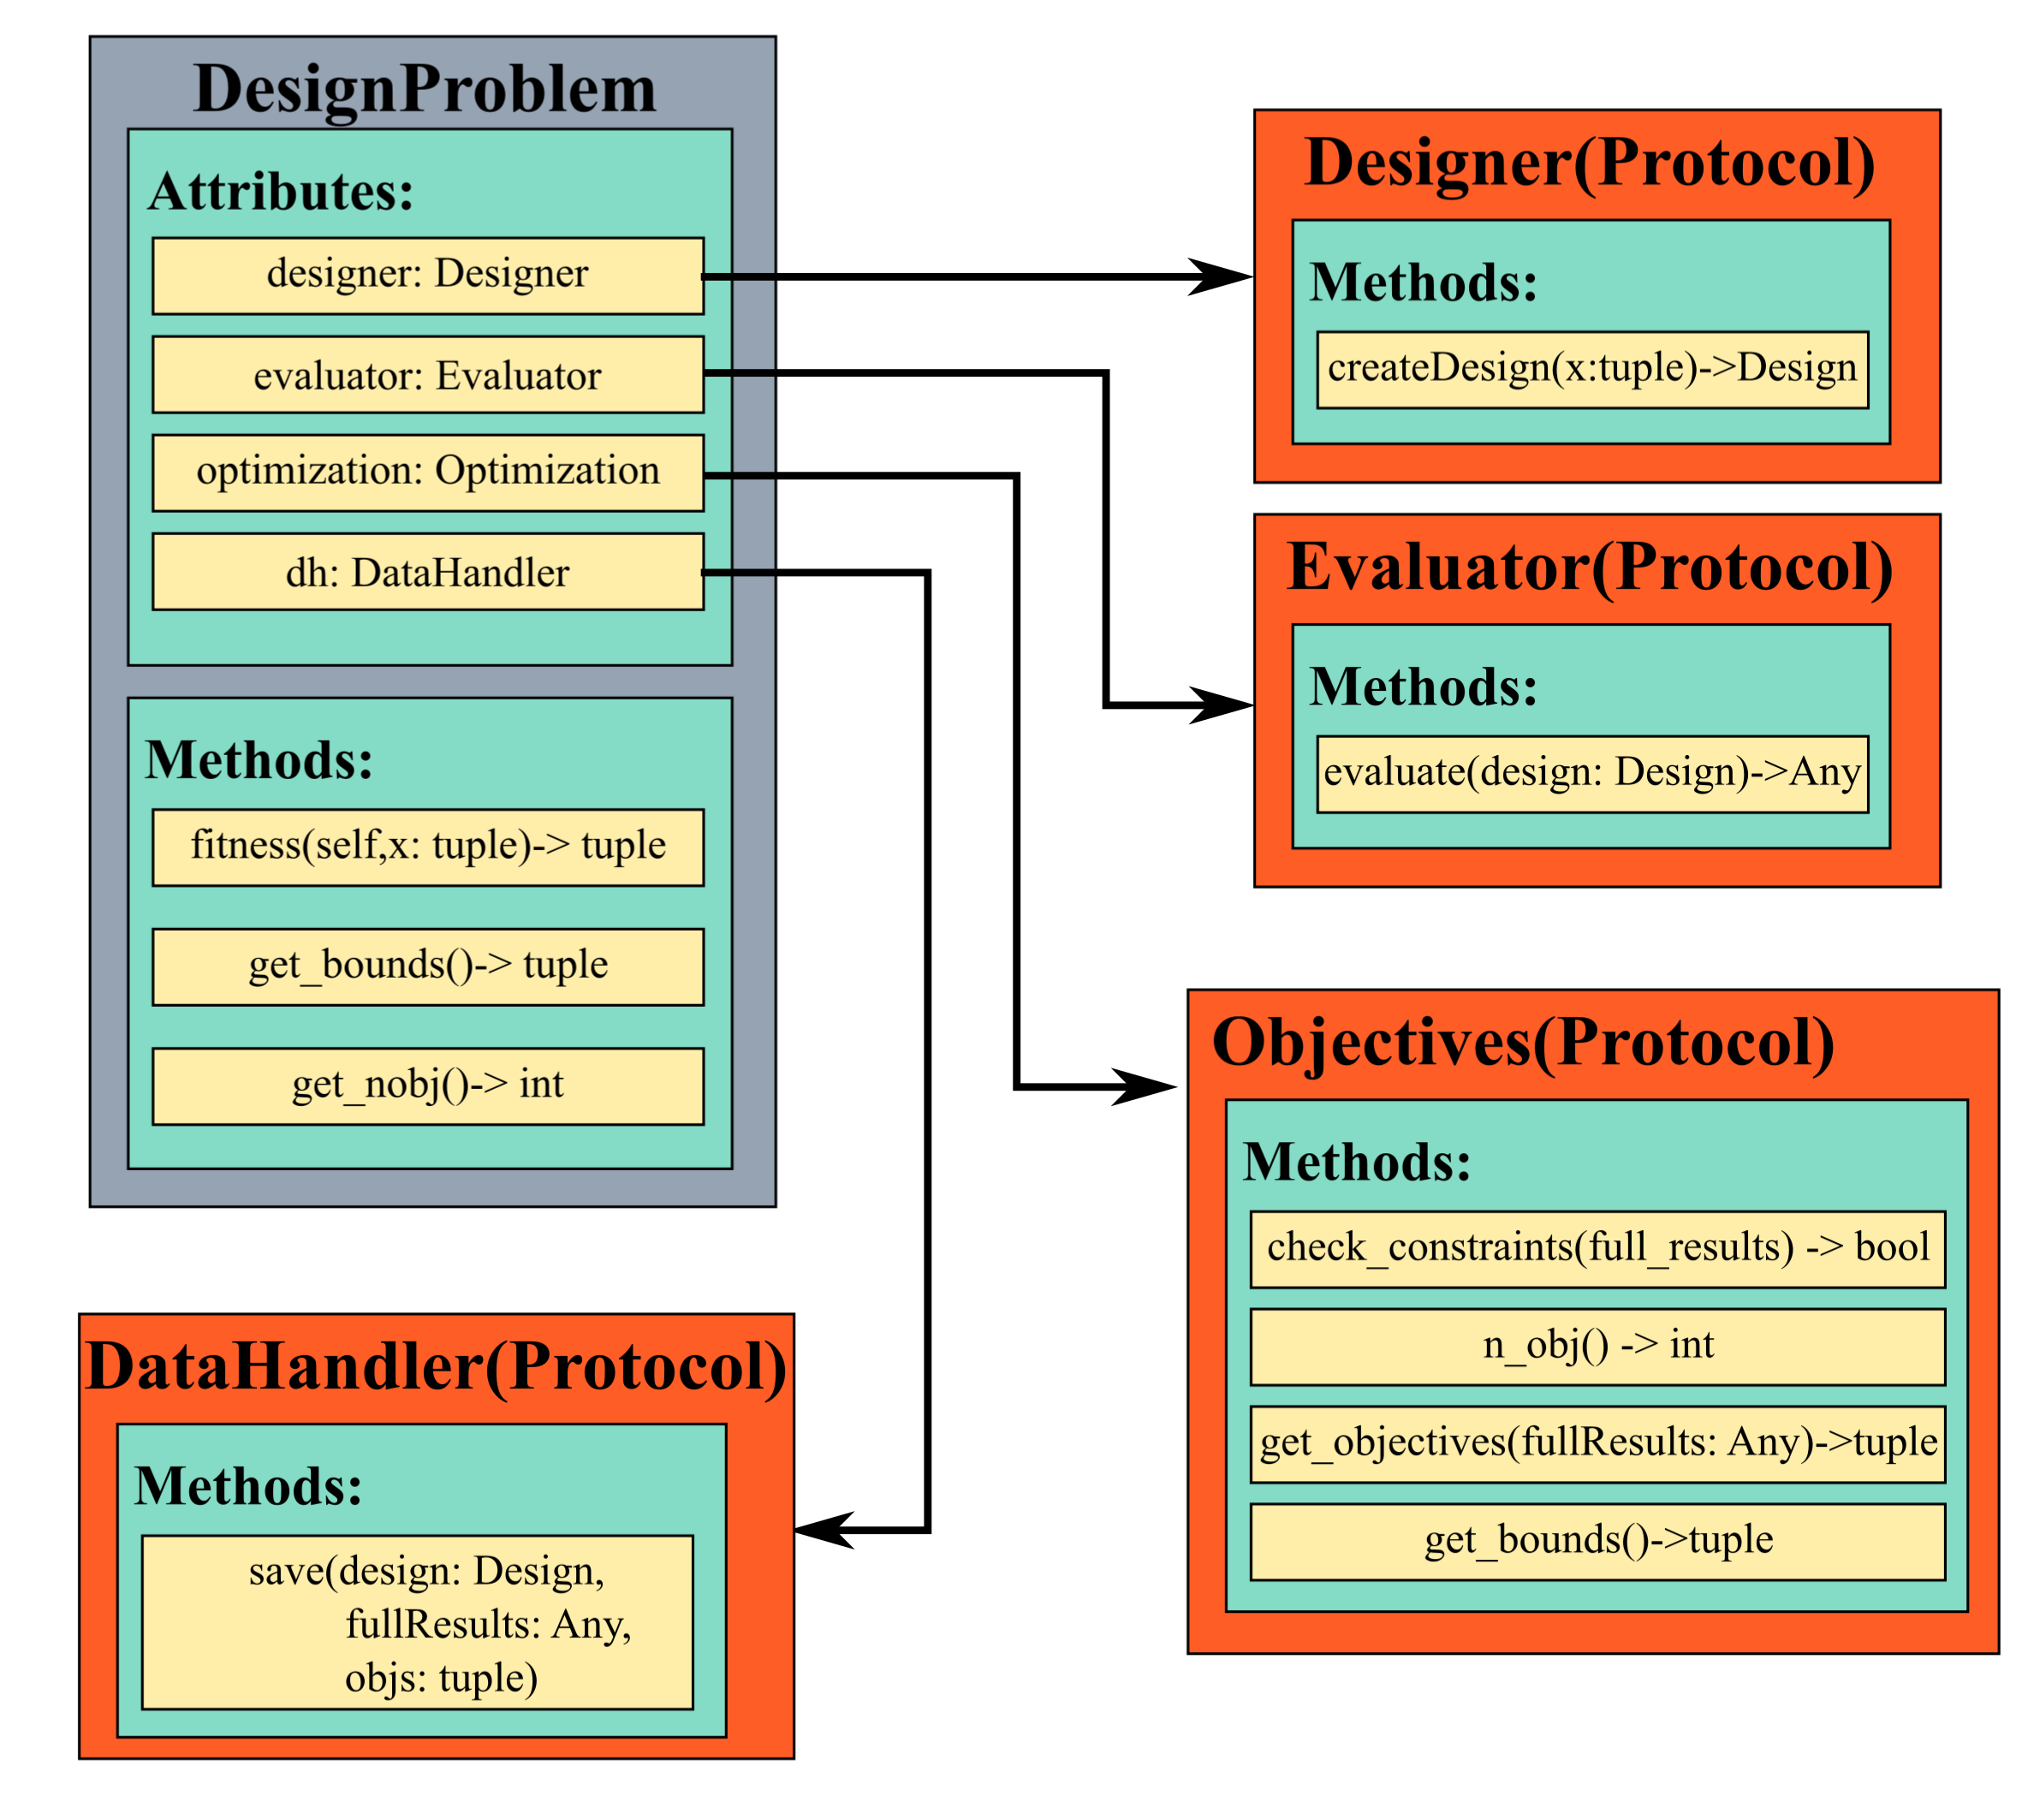 DesignProblem
Attributes:
designer: Designer
evaluator: Evaluator
optimization: Optimization
dh: DataHandler
Methods:
fitness(self,x: tuple)-> tuple
get_bounds()-> tuple
get_nobj()-> int
Designer(Protocol)
Methods:
createDesign(x:tuple)->Design
Evaluator(Protocol)
Methods:
evaluate(design: Design)->Any
Objectives(Protocol)
Methods:
check_constraints(full_results) -> bool
n_obj() -> int
get_objectives(fullResults: Any)->tuple
get_bounds()->tuple
DataHandler(Protocol)
Methods:
save(design: Design,
fullResults: Any,
objs: tuple)